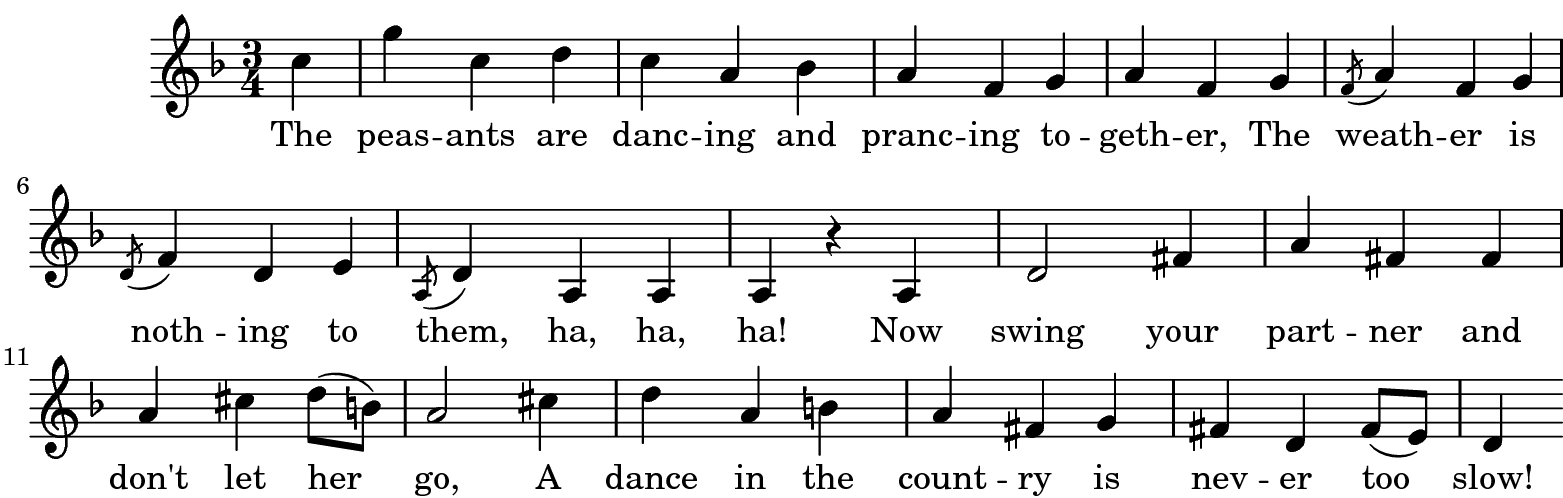 3
4
The peas-ants are danc-ing and pranc-ing to-geth-er, The weath-er is
6
noth-ing to them, ha, ha, ha! Now swing your part-ner and
11
don't let her go, A dance in the count-ry is nev-er too slow!